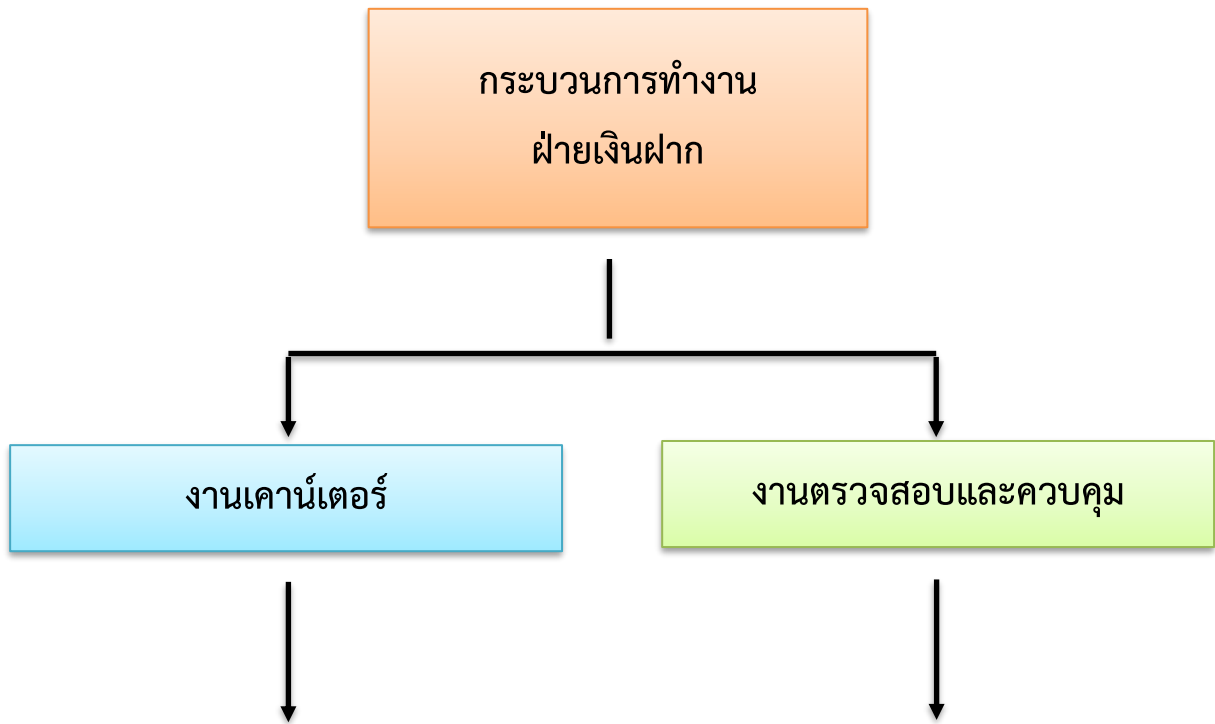 กระบวนการทำงาน
ฝ่ายเงินฝาก
งานเคาน์เตอร์
งานตรวจสอบและควบคุม